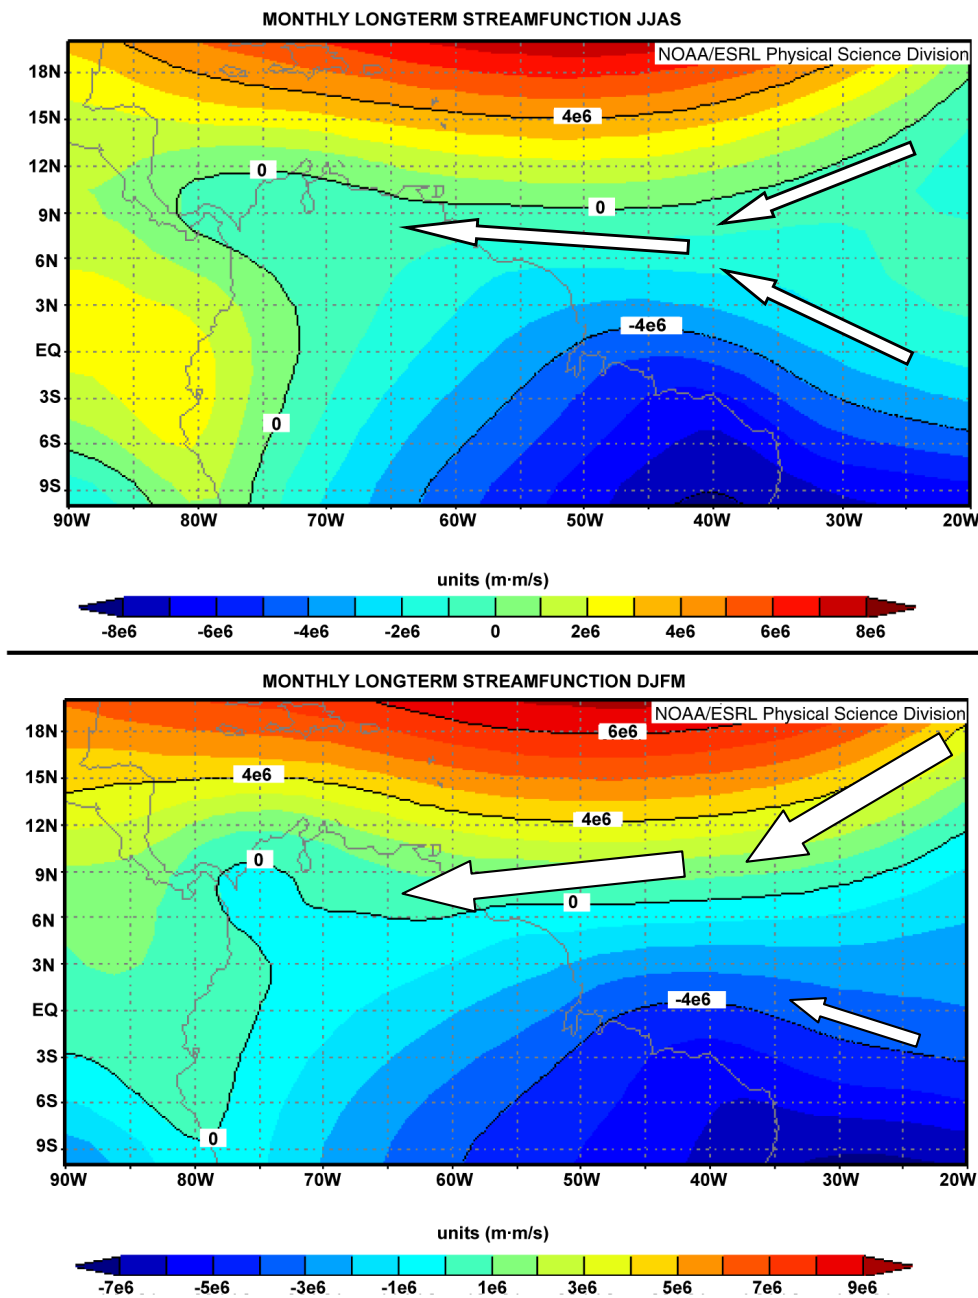 MONTHLY LONGTERM STREAMFUNCTION JJAS
NOAA/ESRL Physical Science Division
18N
15N
4e6
12N
0
9N
0
6N
3N
-4e6
EQ
3S
0
6S
9S
90W 80W 70W 60W 50W 40W 30W 20W
units (m·m/s)
-8e6 -6e6 -4e6 -2e6 0 2e6 4e6 6e6 8e6
MONTHLY LONGTERM STREAMFUNCTION DJFM
NOAA/ESRL Physical Science Division
18N
6e6
15N
4e6
4e6
12N
0
9N
0
6N
3N
-4e6
EQ
3S
6S
0
9S
90W 80W 70W 60W 50W 40W 30W 20W
units (m·m/s)
-7e6 -5e6 -3e6 -1e6 1e6 3e6 5e6 7e6 9e6